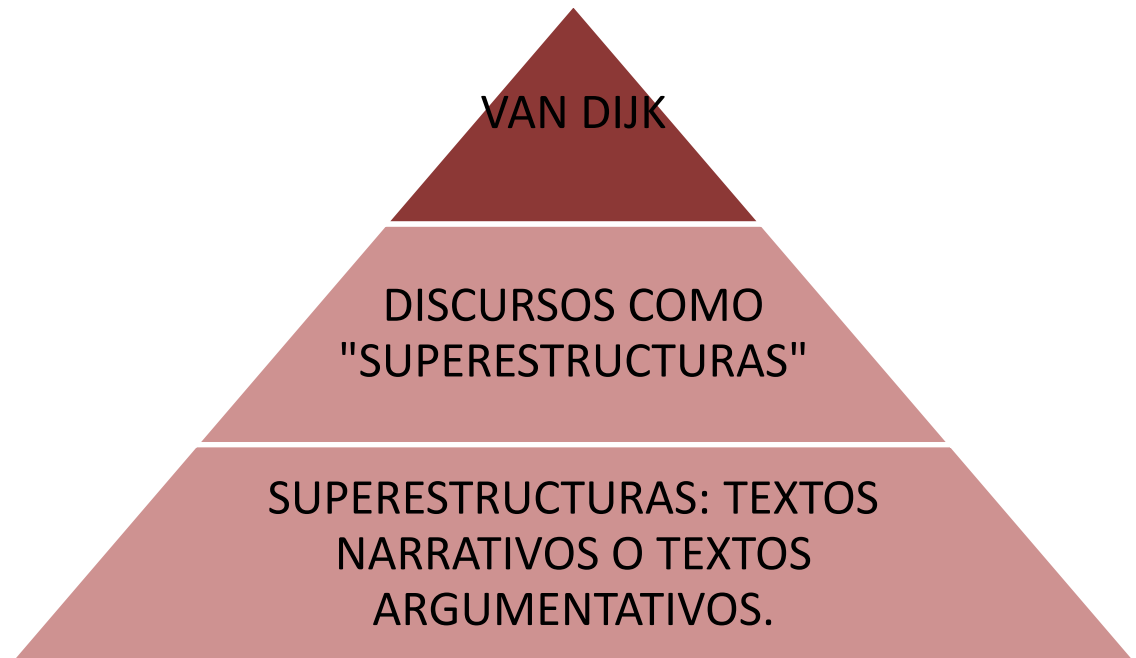 VAN DIJK
DISCURSOS COMO
"SUPERESTRUCTURAS"
SUPERESTRUCTURAS: TEXTOS
NARRATIVOS O TEXTOS
ARGUMENTATIVOS.